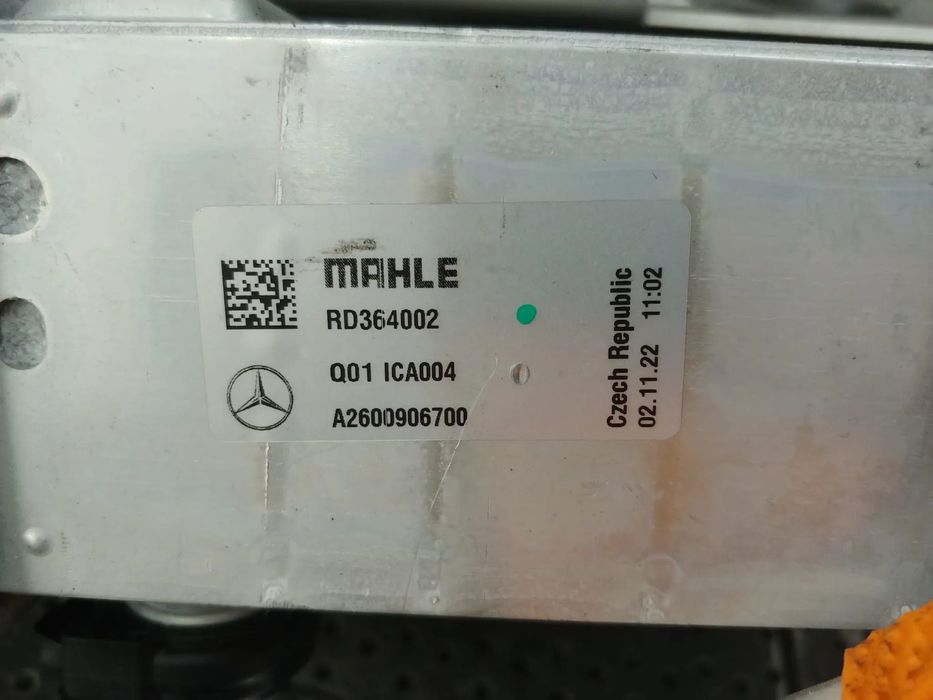 MAHLE
RD364002
Q01 ICA004
A2600906700
Czech Republic
02.11.22 11:02